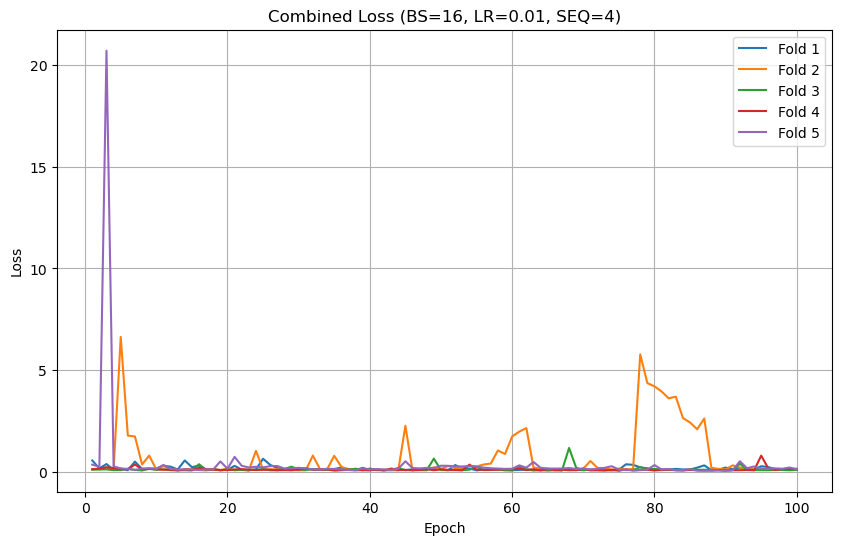 Combined Loss (BS=16, LR=0.01, SEQ=4)
Fold 1
Fold 2
Fold 3
Fold 4
Fold 5
Loss
20
15
10
5
0
0 20 40 60 80 100
Epoch